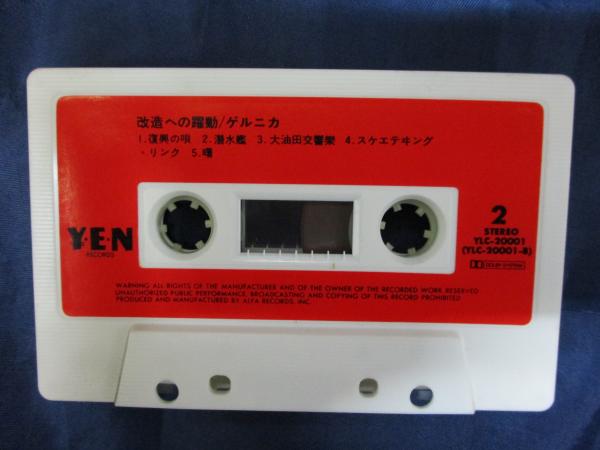 改造への躍動/ゲルニカ
1.復興の唄 2.潜水艦 3.大油田交響楽 4.スケエテヰング
・リンク 5.曙
Y·E·N
RECORDS
2
STEREO
YLC-20001
(YLC-20001-B)
DOLBY SYSTEM
WARNING ALL RIGHTS OF THE MANUFACTURER AND OF THE OWNER OF THE RECORDED WORK RESERVED
UNAUTHORIZED PUBLIC PERFORMANCE, BROADCASTING AND COPYING OF THIS RECORD PROHIBITED
PRODUCED AND MANUFACTURED BY ALFA RECORDS, INC.